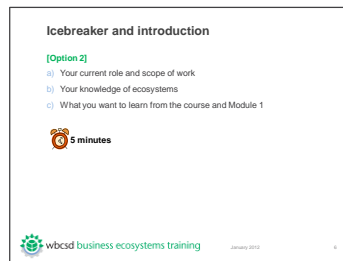 Icebreaker and introduction
[Option 2]
a) Your current role and scope of work
b) Your knowledge of ecosystems
c) What you want to learn from the course and Module 1
5 minutes
wbcsd business ecosystems training
January 2012
6